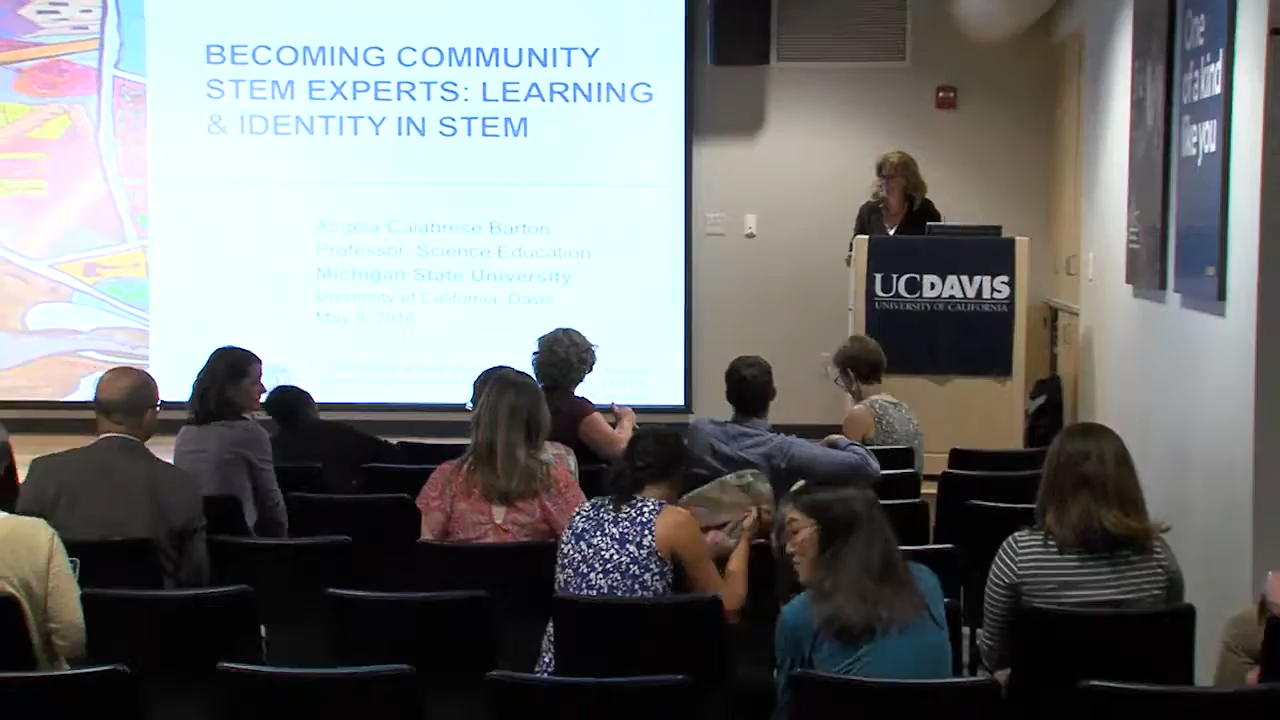 BECOMING COMMUNITY
STEM EXPERTS: LEARNING
& IDENTITY IN STEM
Angela Calabrese Barton
Professor, Science Education
Michigan State University
University of California, Davis
May 9, 2016
UCDAVIS
UNIVERSITY OF CALIFORNIA
One
of a kind
like you